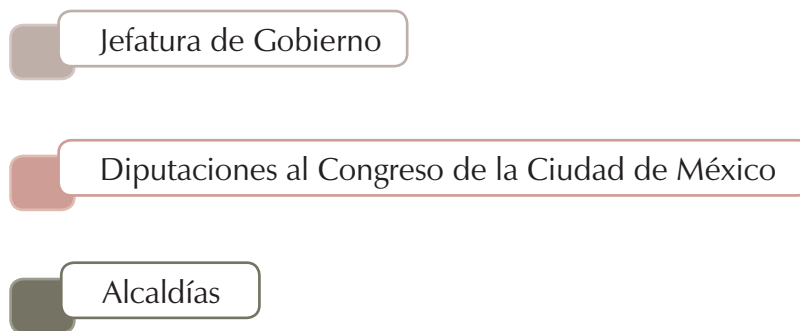 Jefatura de Gobierno
Diputaciones al Congreso de la Ciudad de México
Alcaldías